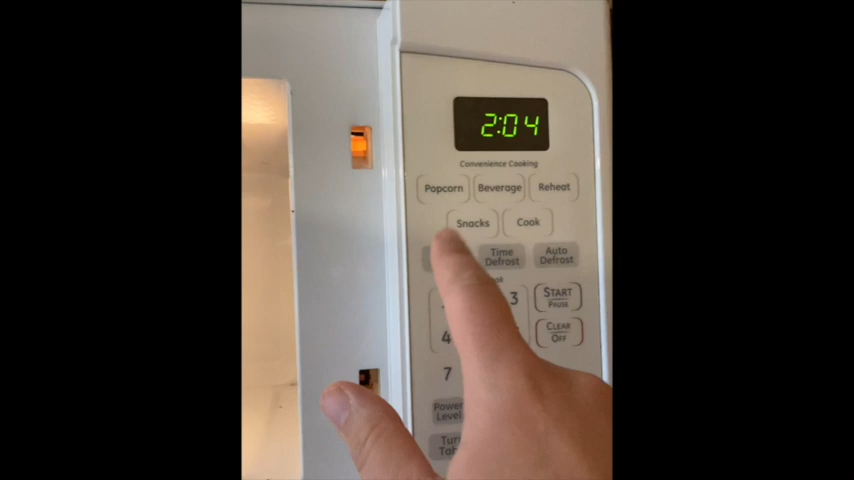 2:04
Convenience Cooking
Popcorn Beverage Reheat
Snacks Cook
Time Defrost Auto Defrost
3 START PAUSE
4 CLEAR OFF
7
Power Level